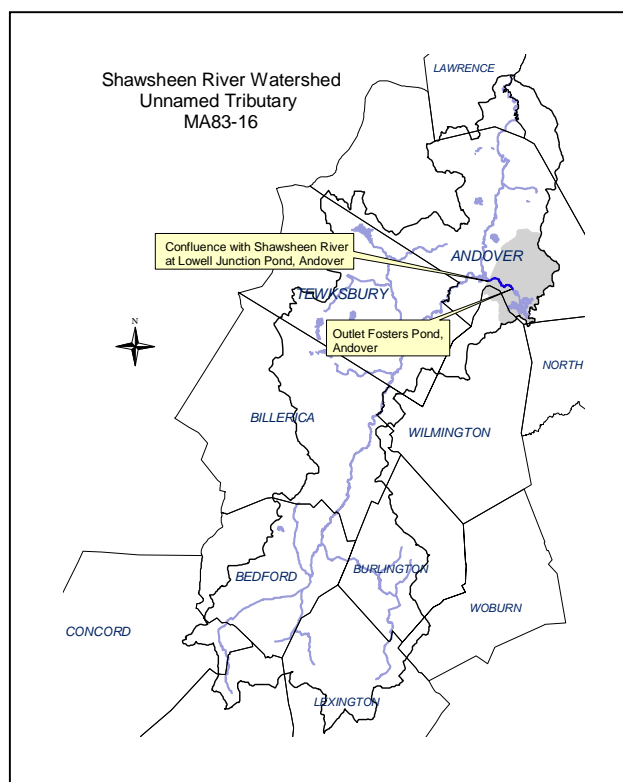 Shawsheen River Watershed
Unnamed Tributary
MA83-16
LAWRENCE
Confluence with Shawsheen River
at Lowell Junction Pond, Andover
ANDOVER
TEWKSBURY
Outlet Fosters Pond,
Andover
N
NORTH
BILLERICA
WILMINGTON
BEDFORD
BURLINGTON
WOBURN
CONCORD
LEXINGTON